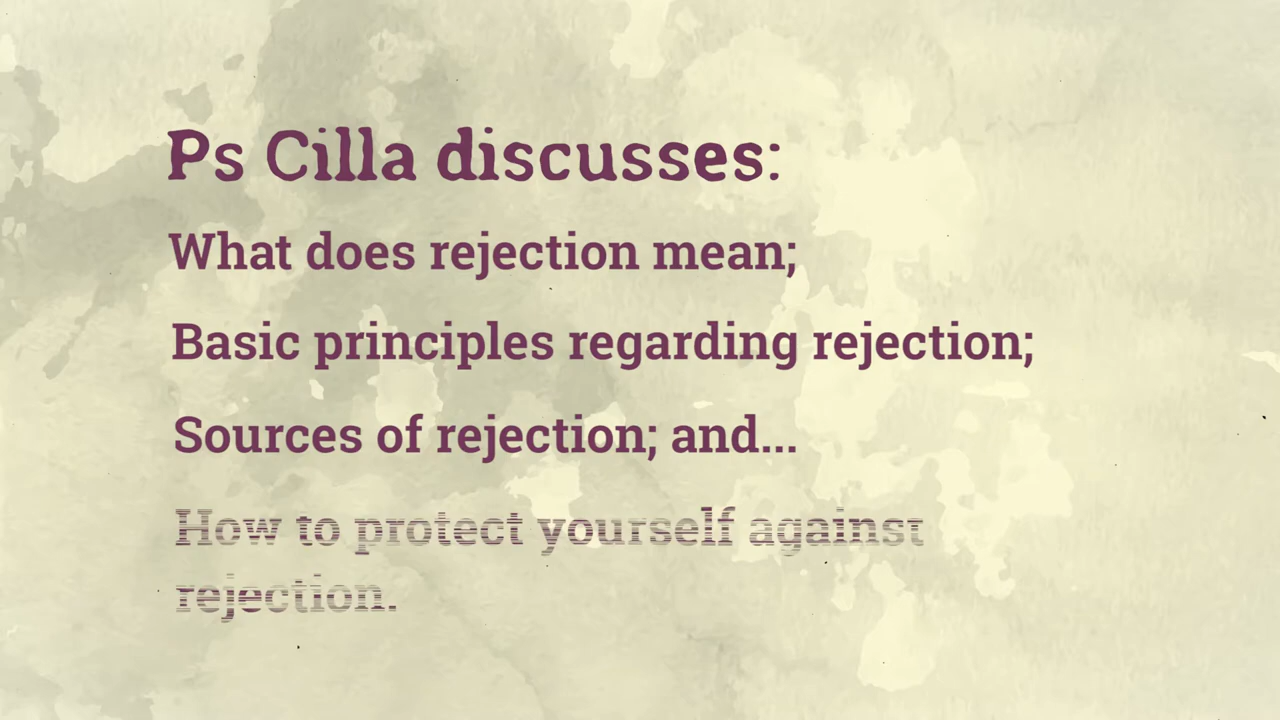 Ps Cilla discusses:
What does rejection mean;
Basic principles regarding rejection;
Sources of rejection; and...
How to protect yourself against
rejection.